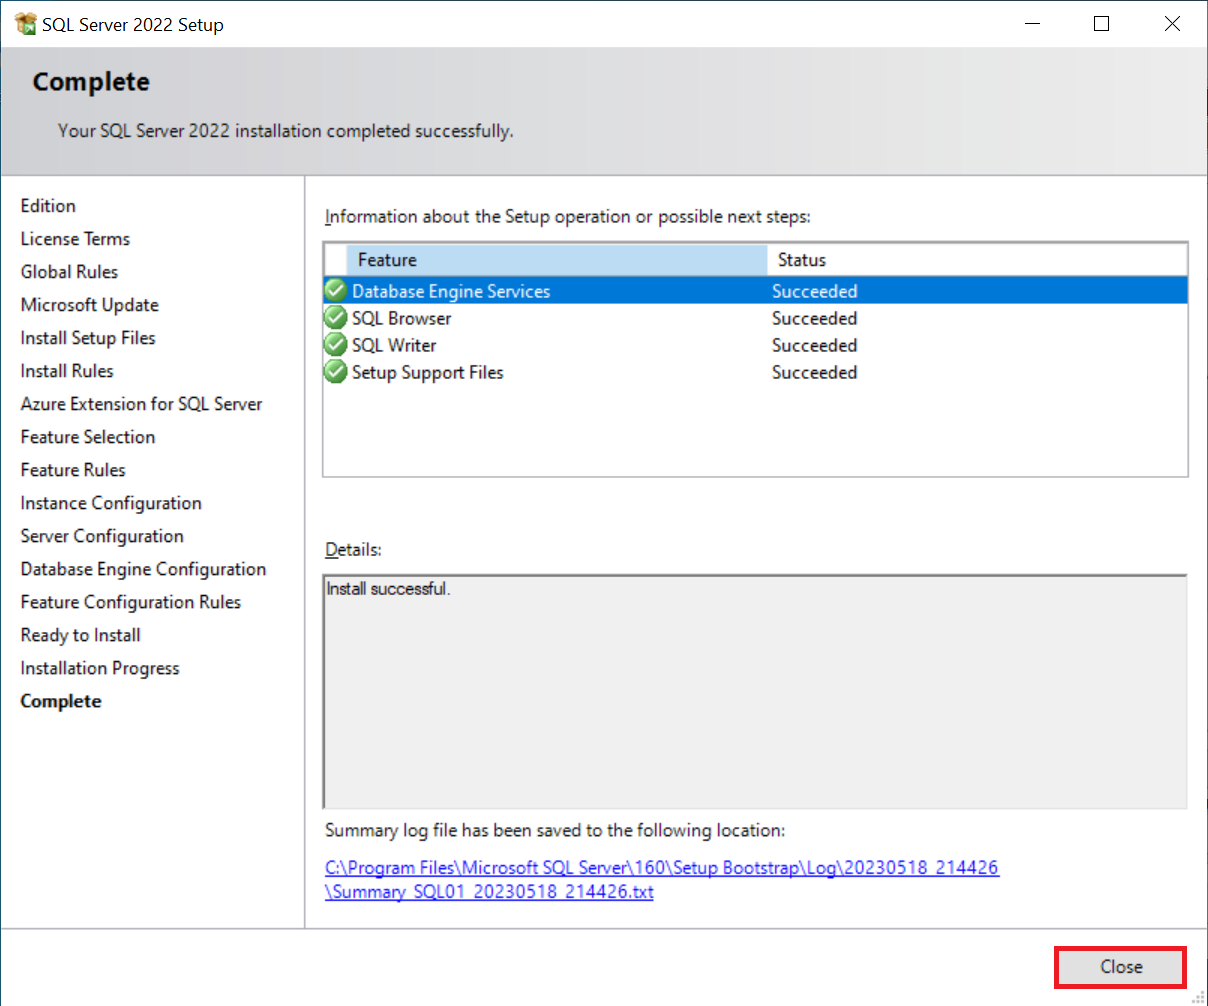 SQL Server 2022 Setup
Complete
Your SQL Server 2022 installation completed successfully.
Edition
License Terms
Global Rules
Microsoft Update
Install Setup Files
Install Rules
Azure Extension for SQL Server
Feature Selection
Feature Rules
Instance Configuration
Server Configuration
Database Engine Configuration
Feature Configuration Rules
Ready to Install
Installation Progress
Complete
Information about the Setup operation or possible next steps:
Feature Status
Database Engine Services Succeeded
SQL Browser Succeeded
SQL Writer Succeeded
Setup Support Files Succeeded
Details:
Install successful.
Summary log file has been saved to the following location:
C:\Program Files\Microsoft SQL Server\160\Setup Bootstrap\Log\20230518_214426
\Summary_SQL01_20230518_214426.txt
Close